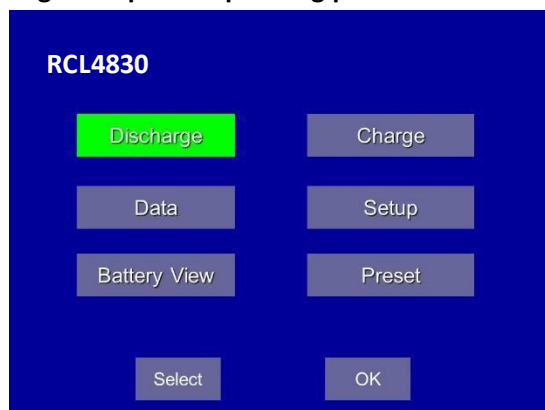 RCL4830
Discharge Charge
Data Setup
Battery View Preset
Select OK